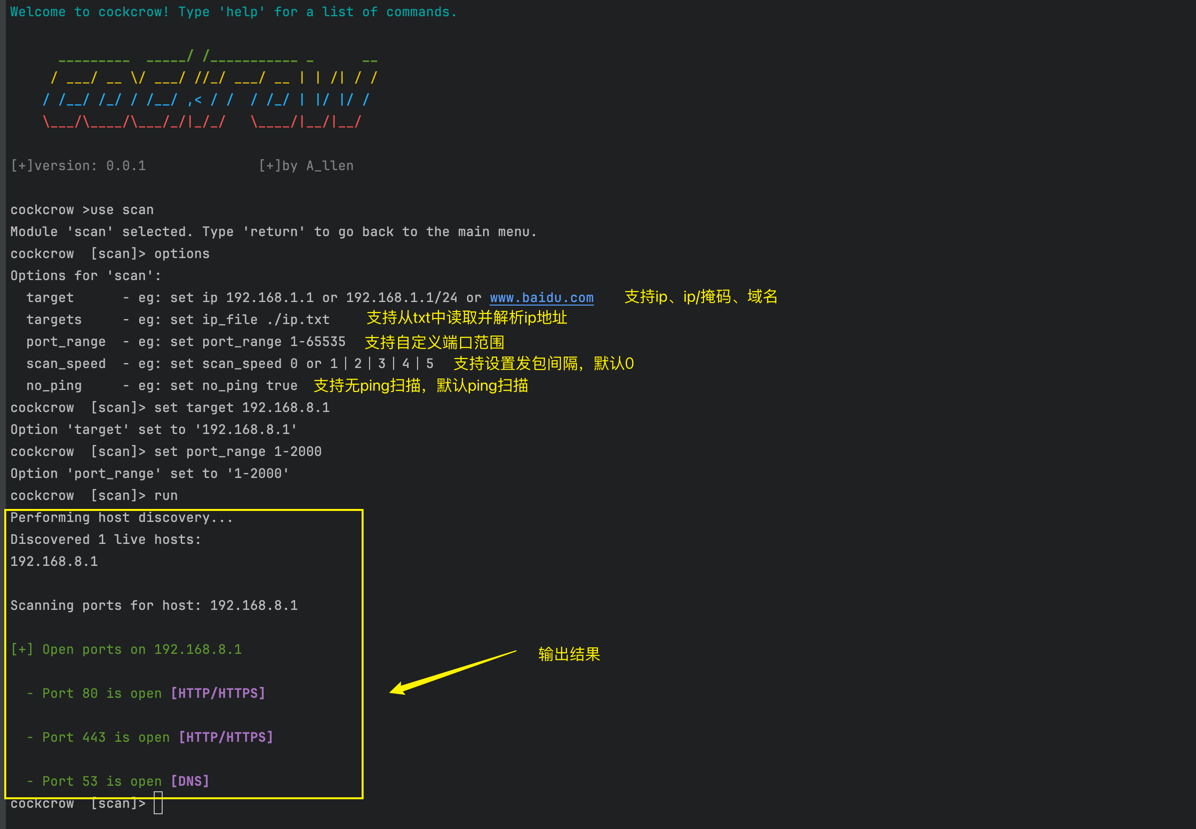 Welcome to cockcrow! Type 'help' for a list of commands.
   _________  _____/ /___________ _      __
  / ___/ __ \/ ___/ //_/ ___/ __ | | /| / /
 / /__/ /_/ / /__/ ,< / /  / /_/ | |/ |/ /
 \___/\____/\___/_/|_/_/   \____/|__/|__/
[+]version: 0.0.1              [+]by A_llen
cockcrow >use scan
Module 'scan' selected. Type 'return' to go back to the main menu.
cockcrow  [scan]> options
Options for 'scan':
target      - eg: set ip 192.168.1.1 or 192.168.1.1/24 or www.baidu.com 支持ip、ip/掩码、域名
targets     - eg: set ip_file ./ip.txt 支持从txt中读取并解析ip地址
port_range  - eg: set port_range 1-65535 支持自定义端口范围
scan_speed  - eg: set scan_speed 0 or 1|2|3|4|5 支持设置发包间隔，默认0
no_ping     - eg: set no_ping true 支持无ping扫描，默认ping扫描
cockcrow  [scan]> set target 192.168.8.1
Option 'target' set to '192.168.8.1'
cockcrow  [scan]> set port_range 1-2000
Option 'port_range' set to '1-2000'
cockcrow  [scan]> run
Performing host discovery...
Discovered 1 live hosts:
192.168.8.1
Scanning ports for host: 192.168.8.1
[+] Open ports on 192.168.8.1
输出结果
- Port 80 is open [HTTP/HTTPS]
- Port 443 is open [HTTP/HTTPS]
- Port 53 is open [DNS]
cockcrow  [scan]>